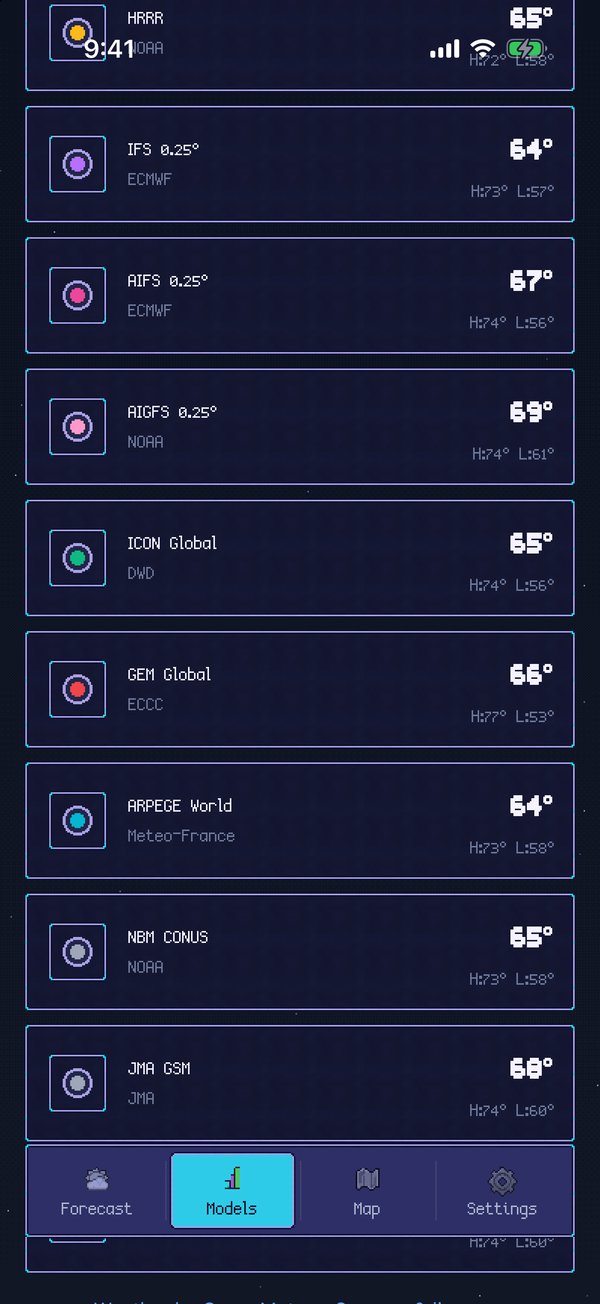 HRRR
65°
9:41
NOAA
H:72° L:58°
IFS 0.25°
64°
ECMWF
H:73° L:57°
AIFS 0.25°
67°
ECMWF
H:74° L:56°
AIGFS 0.25°
69°
NOAA
H:74° L:61°
ICON Global
65°
DWD
H:74° L:56°
GEM Global
66°
ECCC
H:77° L:53°
ARPEGE World
64°
Meteo-France
H:73° L:58°
NBM CONUS
65°
NOAA
H:73° L:58°
JMA GSM
68°
JMA
H:74° L:60°
Forecast
Models
Map
Settings
H:74° L:60°